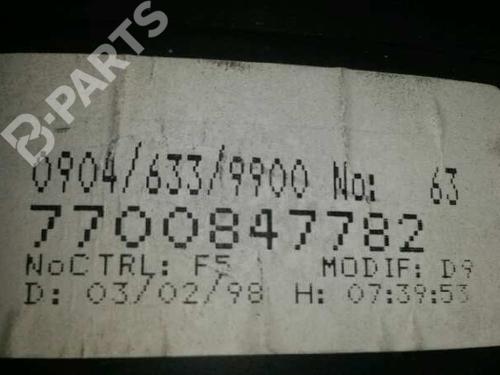 B-PARTS
0904/633/9900 No: 63
7700847782
NoCTRL: F5 MODIF: D9
D: 03/02/98 H: 07:39:53